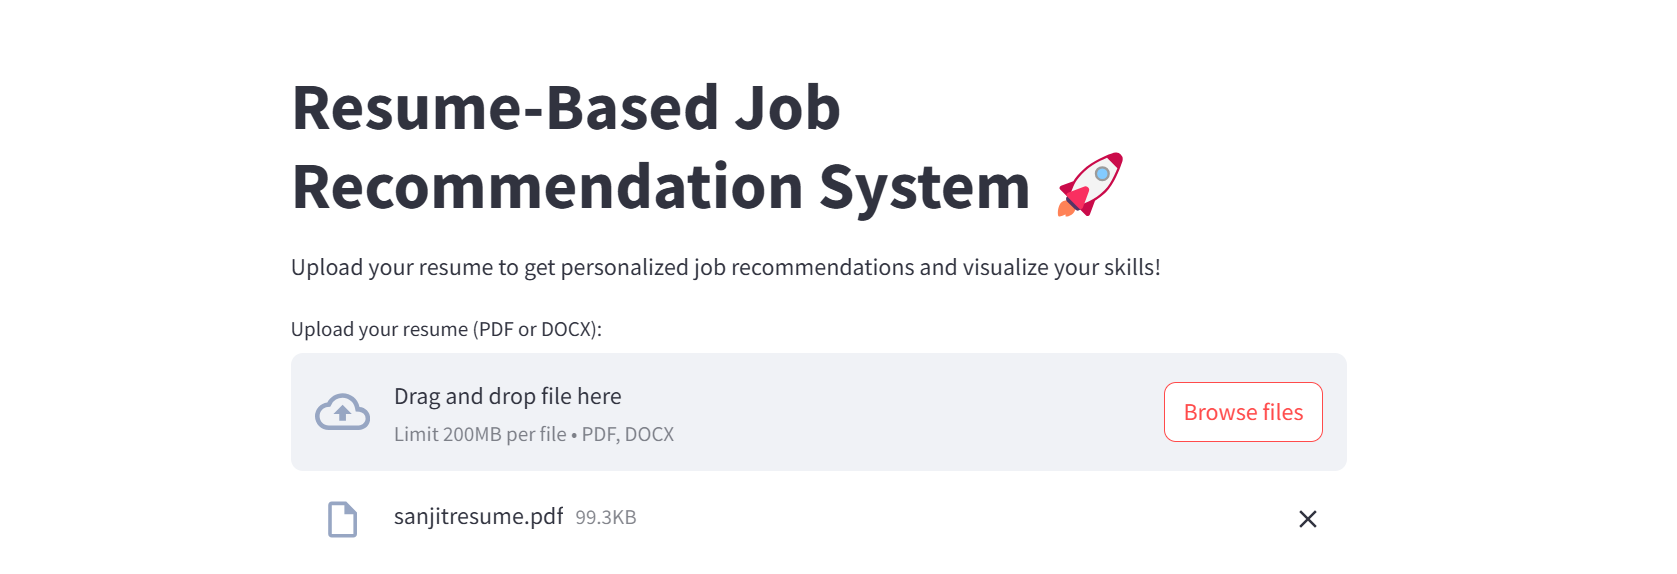 Resume-Based Job
Recommendation System 🚀
Upload your resume to get personalized job recommendations and visualize your skills!
Upload your resume (PDF or DOCX):
Drag and drop file here
Limit 200MB per file • PDF, DOCX
Browse files
sanjitresume.pdf 99.3KB